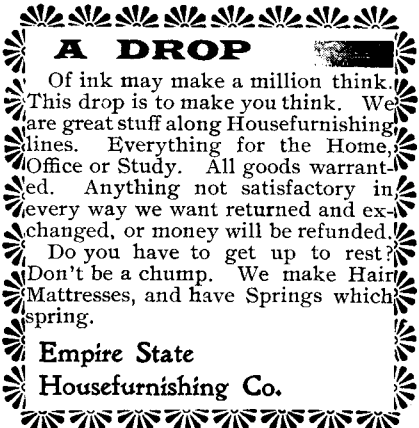 A DROP
Of ink may make a million think.
This drop is to make you think. We
are great stuff along Housefurnishing
lines. Everything for the Home,
Office or Study. All goods warrant-
ed. Anything not satisfactory in
every way we want returned and ex-
changed, or money will be refunded.
Do you have to get up to rest?
Don't be a chump. We make Hair
Mattresses, and have Springs which
spring.
Empire State
Housefurnishing Co.